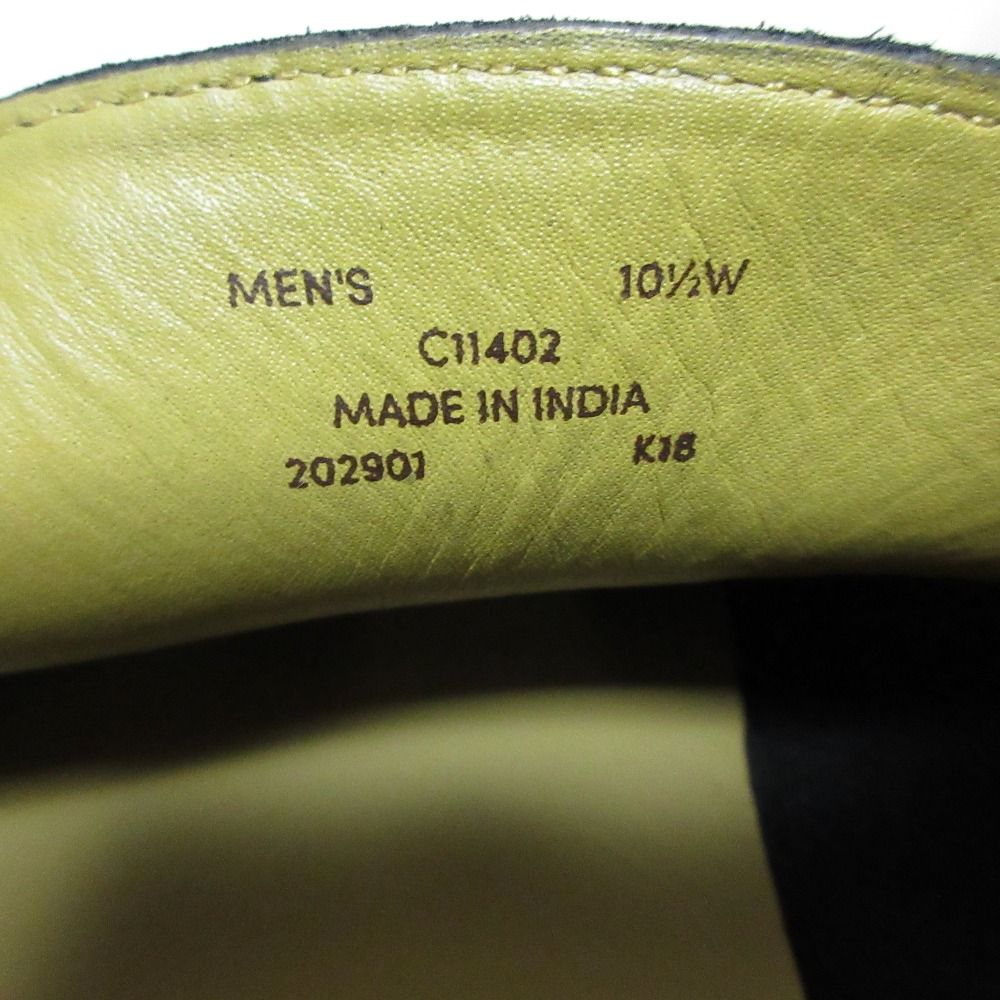 MEN'S 10½W
C11402
MADE IN INDIA
202901 K18